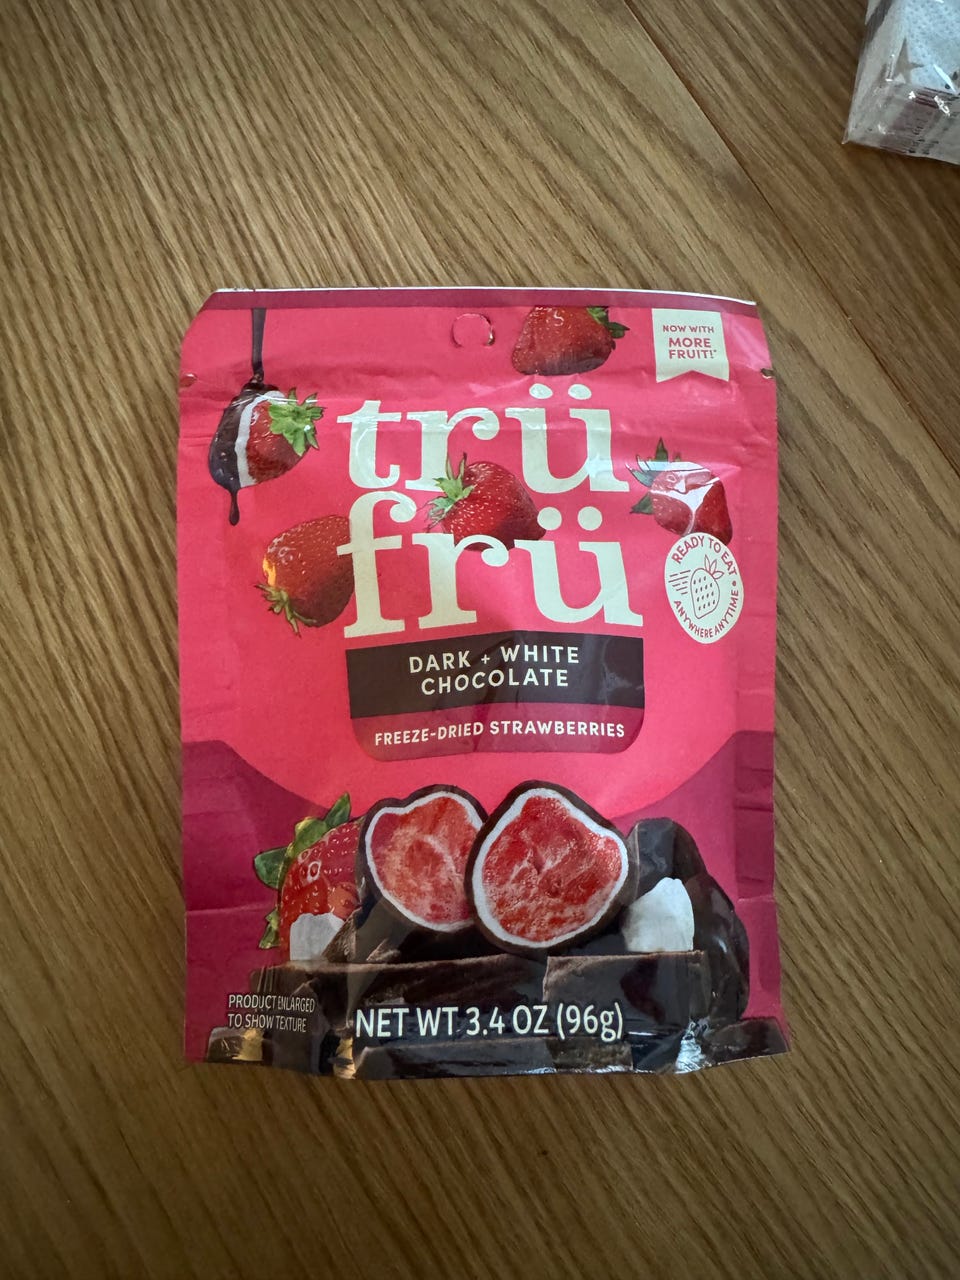 NOW WITH
MORE
FRUIT!*
trü
frü
READY TO EAT
ANYWHERE ANYTIME
DARK + WHITE
CHOCOLATE
FREEZE-DRIED STRAWBERRIES
PRODUCT ENLARGED
TO SHOW TEXTURE
NET WT 3.4 OZ (96g)